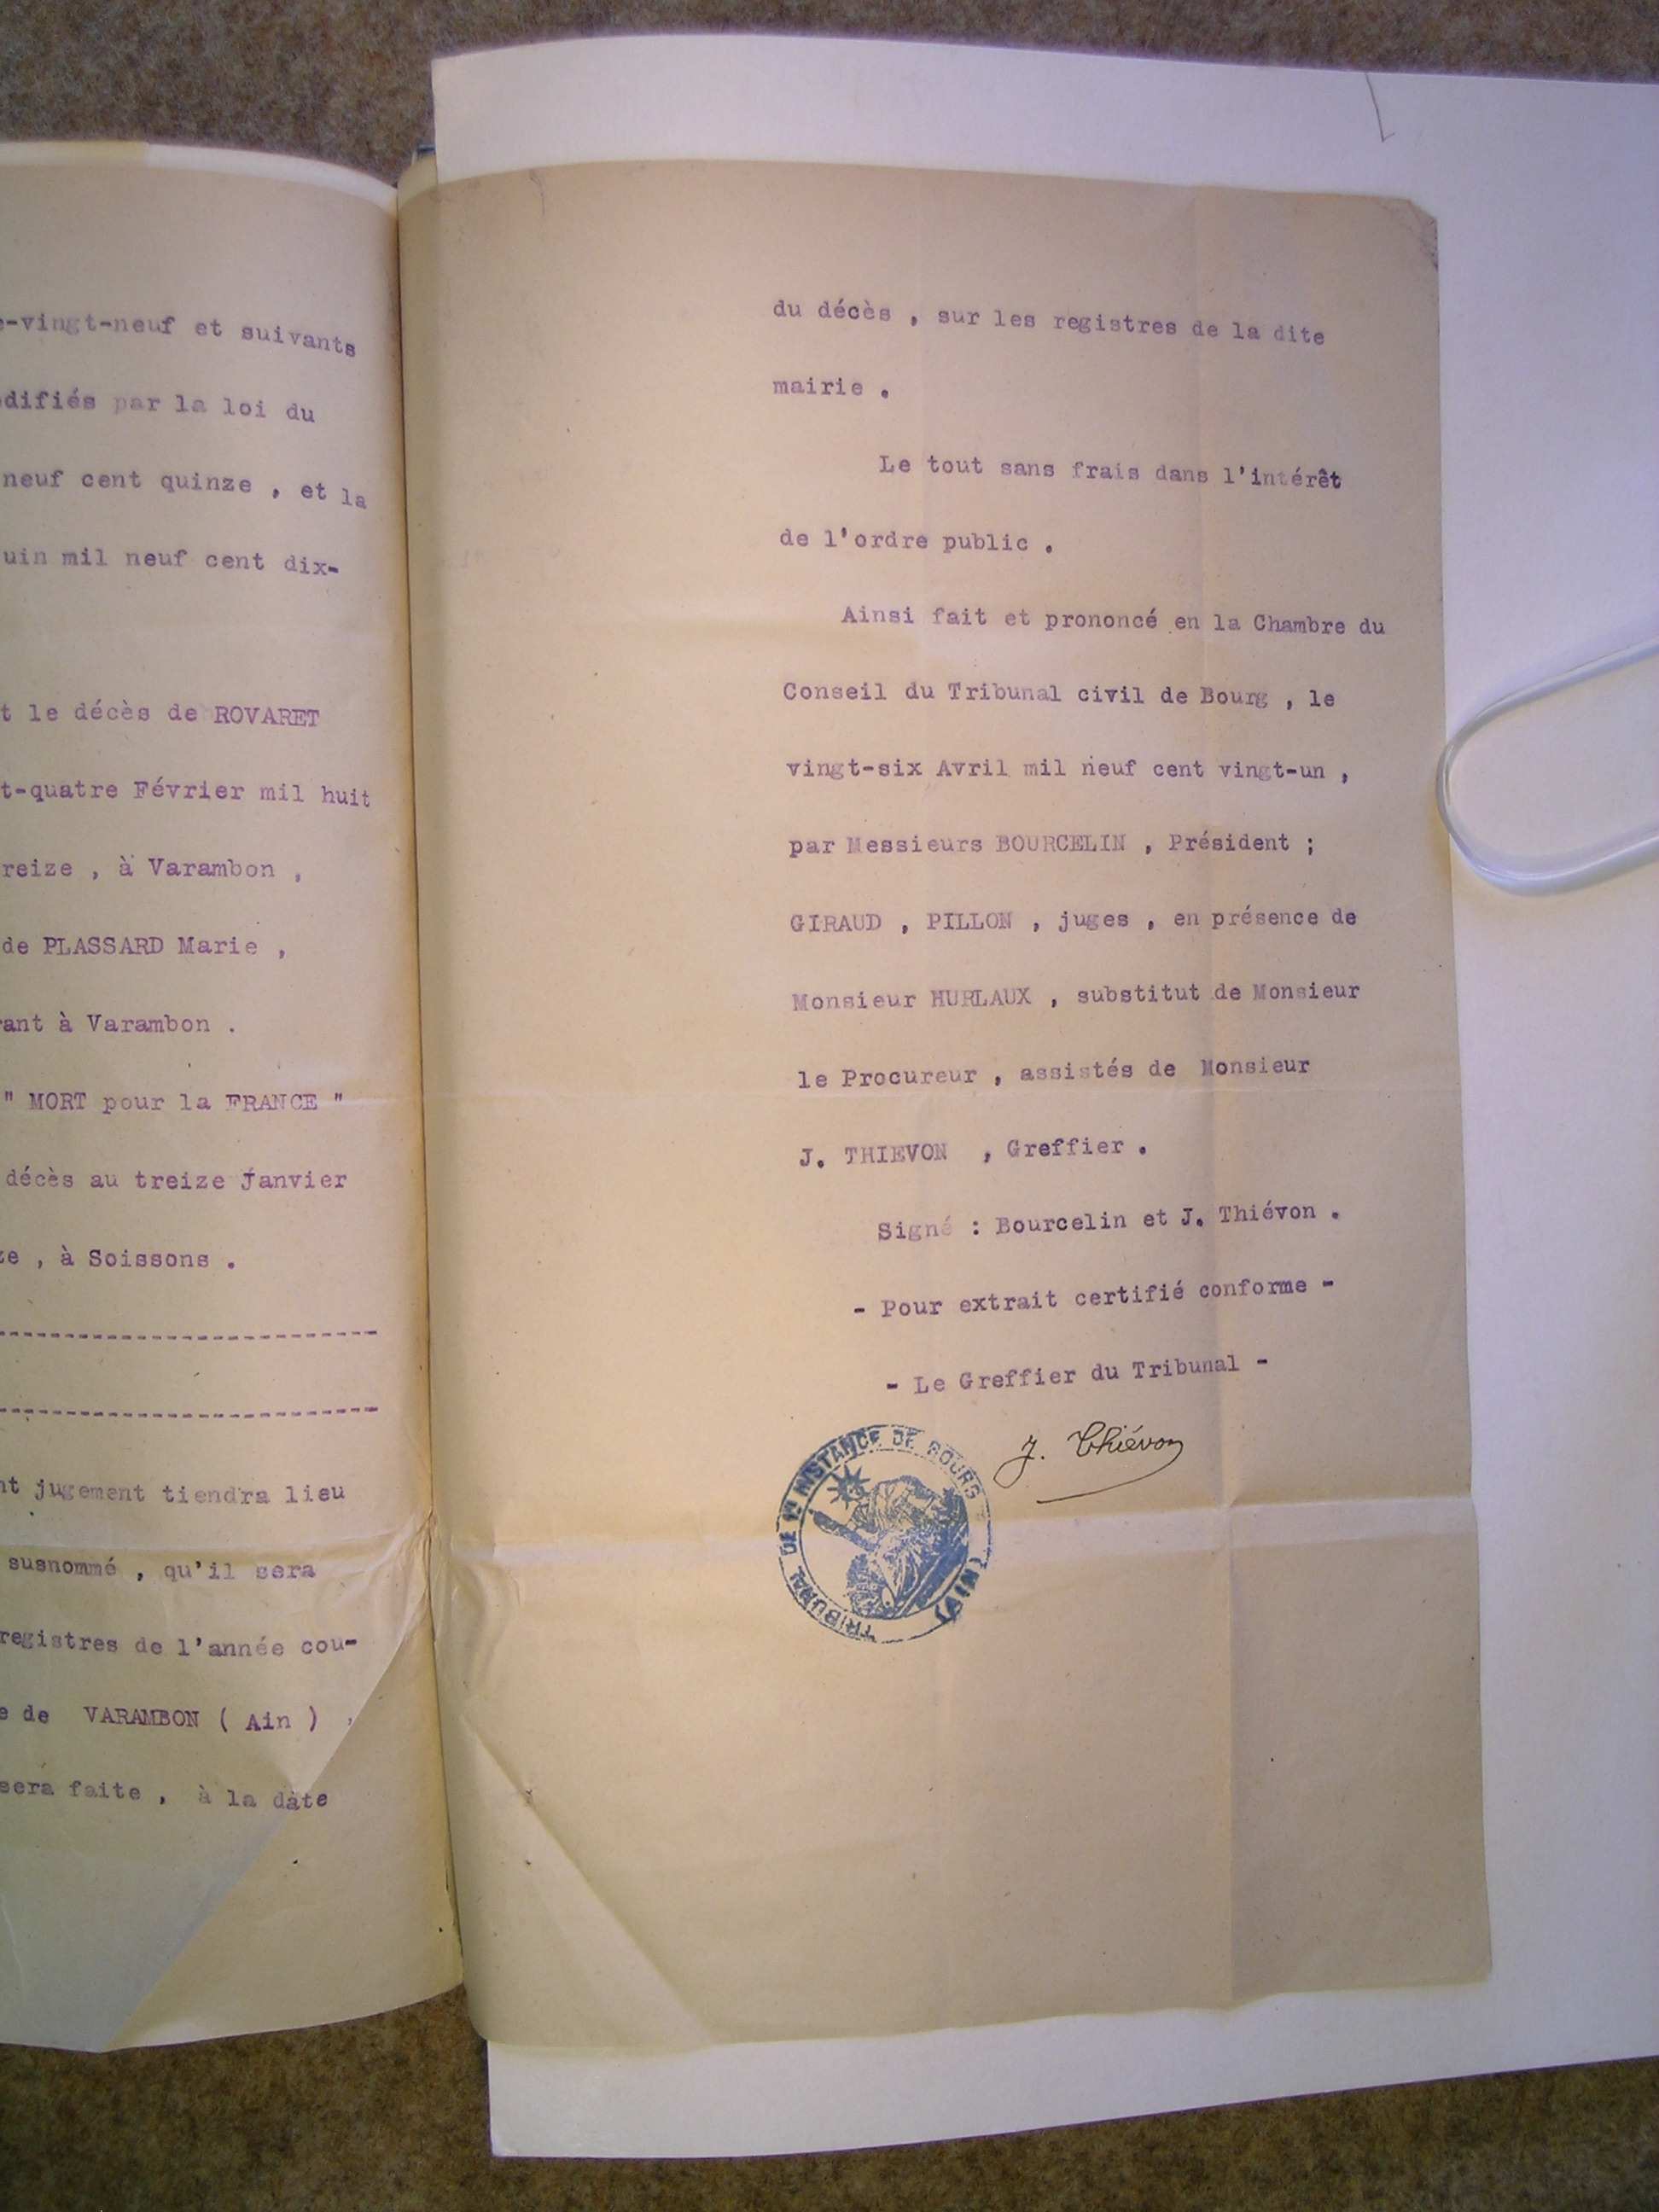 -vingt-neuf et suivants
difiés par la loi du
neuf cent quinze , et la
uin mil neuf cent dix-
t le décès de ROVARET
t-quatre Février mil huit
reize , à Varambon ,
de PLASSARD Marie ,
rant à Varambon .
" MORT pour la FRANCE "
décès au treize Janvier
e , à Soissons .
nt jugement tiendra lieu
susnommé , qu'il sera
registres de l'année cou-
e de VARAMBON ( Ain ) ,
sera faite , à la date
du décès , sur les registres de la dite
mairie .
Le tout sans frais dans l'intérêt
de l'ordre public .
Ainsi fait et prononcé en la Chambre du
Conseil du Tribunal civil de Bourg , le
vingt-six Avril mil neuf cent vingt-un ,
par Messieurs BOURCELIN , Président ;
GIRAUD , PILLON , juges , en présence de
Monsieur HURLAUX , substitut de Monsieur
le Procureur , assistés de Monsieur
J. THIEVON , Greffier .
Signé : Bourcelin et J. Thiévon .
- Pour extrait certifié conforme -
- Le Greffier du Tribunal -
J. Thiévon
TRIBUNAL DE 1re INSTANCE DE BOURG
(AIN)